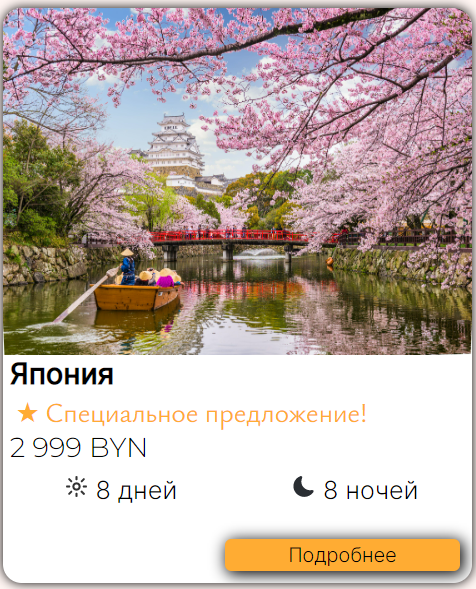 Япония
★ Специальное предложение!
2 999 BYN
8 дней 8 ночей
Подробнее